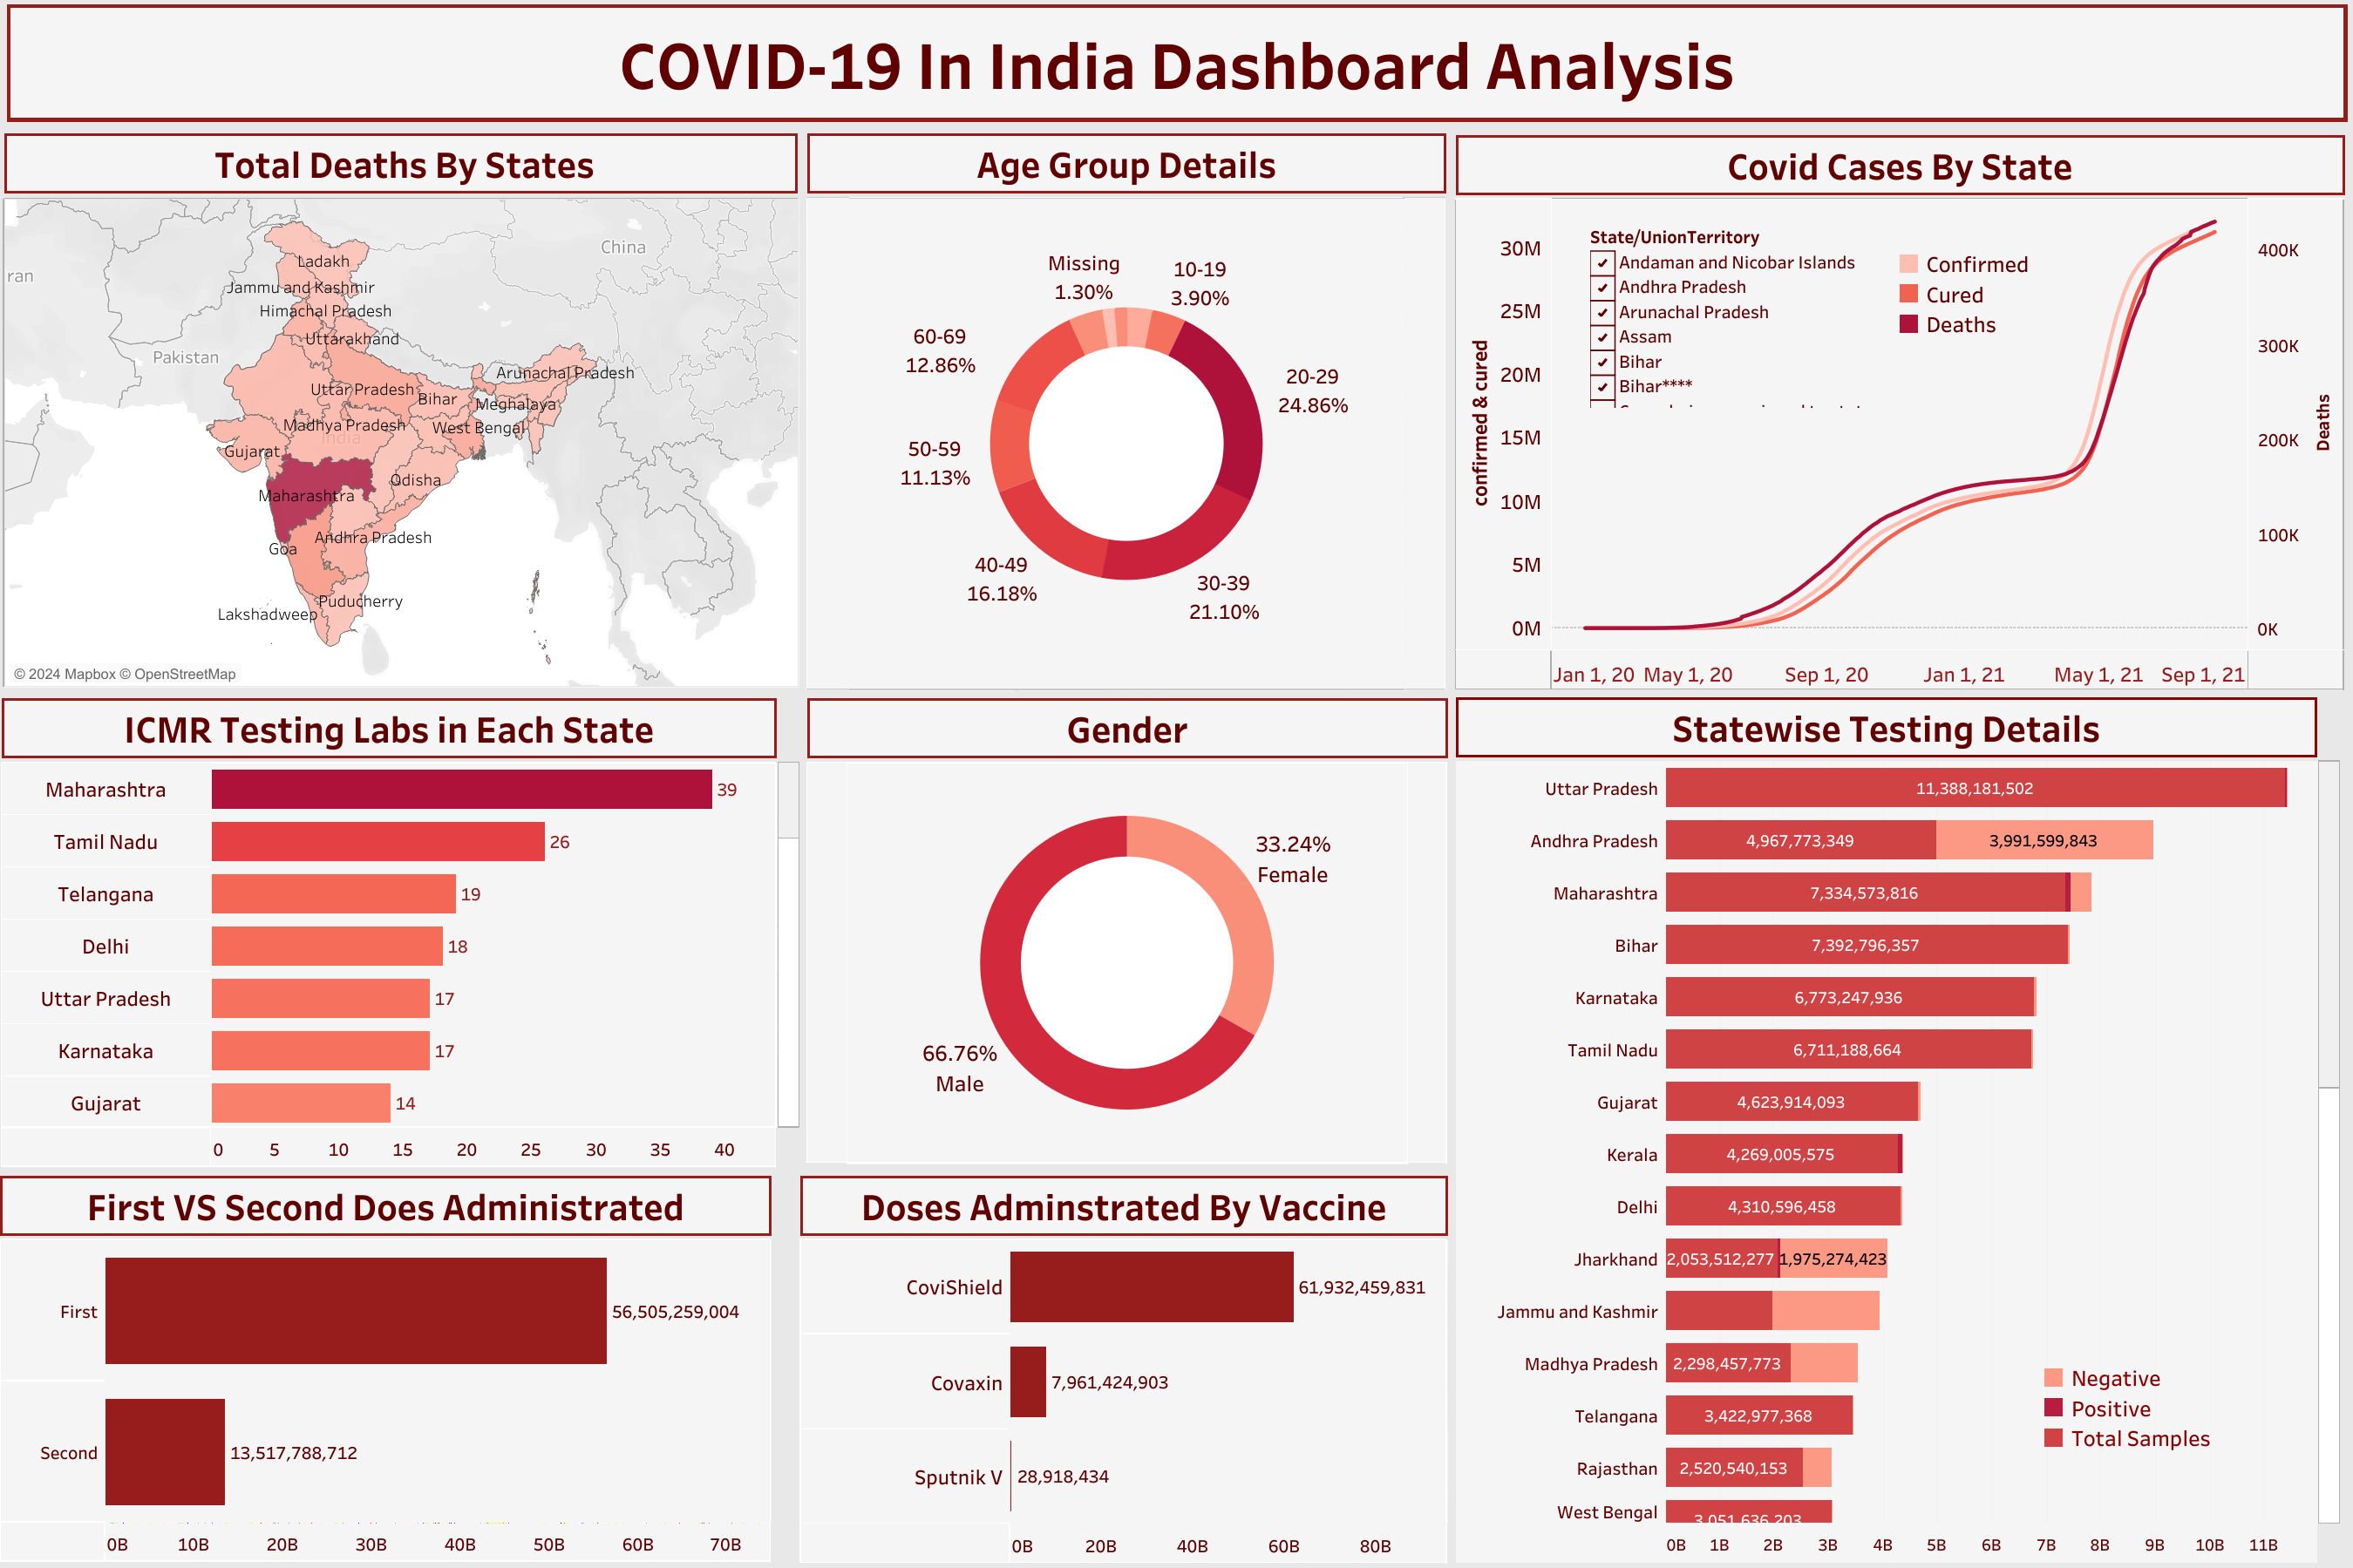 COVID-19 In India Dashboard Analysis
Total Deaths By States
China
ran
Ladakh
Jammu and Kashmir
Himachal Pradesh
Uttarakhand
Pakistan
Arunachal Pradesh
Uttar Pradesh
Bihar
Meghalaya
Madhya Pradesh
West Bengal
India
Gujarat
Odisha
Maharashtra
Andhra Pradesh
Goa
Puducherry
Lakshadweep
© 2024 Mapbox © OpenStreetMap
Age Group Details
Missing
1.30%
10-19
3.90%
60-69
12.86%
20-29
24.86%
50-59
11.13%
40-49
16.18%
30-39
21.10%
Covid Cases By State
State/UnionTerritory
Andaman and Nicobar Islands
Andhra Pradesh
Arunachal Pradesh
Assam
Bihar
Bihar****
Confirmed
Cured
Deaths
confirmed & cured
30M
25M
20M
15M
10M
5M
0M
400K
300K
200K
100K
0K
Deaths
Jan 1, 20 May 1, 20 Sep 1, 20 Jan 1, 21 May 1, 21 Sep 1, 21
ICMR Testing Labs in Each State
Maharashtra 39
Tamil Nadu 26
Telangana 19
Delhi 18
Uttar Pradesh 17
Karnataka 17
Gujarat 14
0 5 10 15 20 25 30 35 40
Gender
33.24%
Female
66.76%
Male
Statewise Testing Details
Uttar Pradesh 11,388,181,502
Andhra Pradesh 4,967,773,349 3,991,599,843
Maharashtra 7,334,573,816
Bihar 7,392,796,357
Karnataka 6,773,247,936
Tamil Nadu 6,711,188,664
Gujarat 4,623,914,093
Kerala 4,269,005,575
Delhi 4,310,596,458
Jharkhand 2,053,512,277 1,975,274,423
Jammu and Kashmir
Madhya Pradesh 2,298,457,773
Telangana 3,422,977,368
Rajasthan 2,520,540,153
West Bengal 3,051,636,203
Negative
Positive
Total Samples
0B 1B 2B 3B 4B 5B 6B 7B 8B 9B 10B 11B
First VS Second Does Administrated
First 56,505,259,004
Second 13,517,788,712
0B 10B 20B 30B 40B 50B 60B 70B
Doses Adminstrated By Vaccine
CoviShield 61,932,459,831
Covaxin 7,961,424,903
Sputnik V 28,918,434
0B 20B 40B 60B 80B